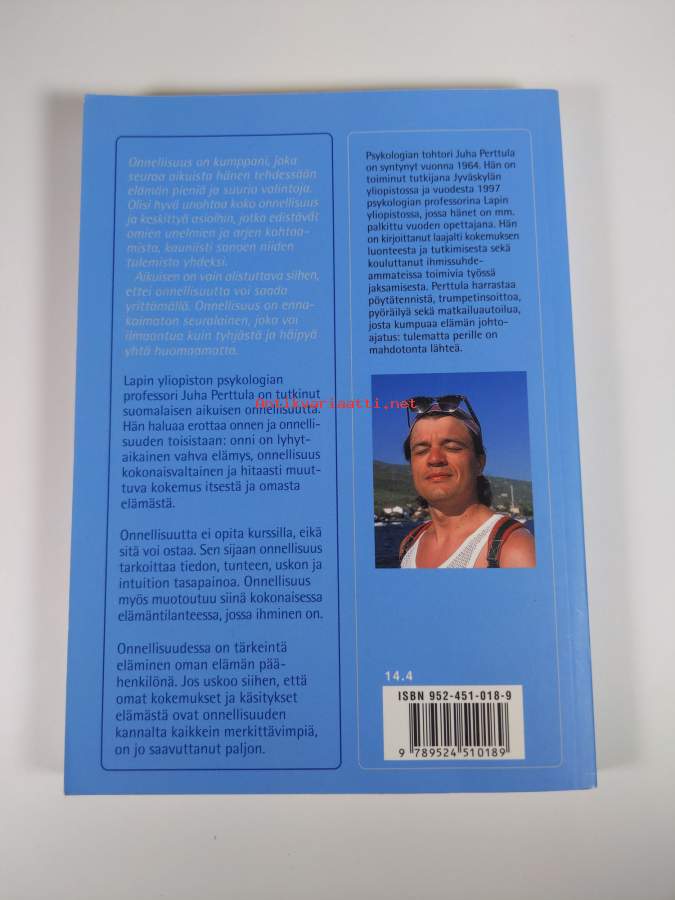 Onnellisuus on kumppani, joka
seuraa aikuista hänen tehdessään
elämän pieniä ja suuria valintoja.
Olisi hyvä unohtaa koko onnellisuus
ja keskittyä asioihin, jotka edistävät
omien unelmien ja arjen kohtaa-
mista, kauniisti sanoen niiden
tulemista yhdeksi.
Aikuisen on vain alistuttava siihen,
ettei onnellisuutta voi saada
yrittämällä. Onnellisuus on enna-
koimaton seuralainen, joka voi
ilmaantua kuin tyhjästä ja häipyä
yhtä huomaamatta.
Lapin yliopiston psykologian
professori Juha Perttula on tutkinut
suomalaisen aikuisen onnellisuutta.
Hän haluaa erottaa onnen ja onnelli-
suuden toisistaan: onni on lyhyt-
aikainen vahva elämys, onnellisuus
kokonaisvaltainen ja hitaasti muut-
tuva kokemus itsestä ja omasta
elämästä.
Onnellisuutta ei opita kurssilla, eikä
sitä voi ostaa. Sen sijaan onnellisuus
tarkoittaa tiedon, tunteen, uskon ja
intuition tasapainoa. Onnellisuus
myös muotoutuu siinä kokonaisessa
elämäntilanteessa, jossa ihminen on.
Onnellisuudessa on tärkeintä
eläminen oman elämän pää-
henkilönä. Jos uskoo siihen, että
omat kokemukset ja käsitykset
elämästä ovat onnellisuuden
kannalta kaikkein merkittävimpiä,
on jo saavuttanut paljon.
Psykologian tohtori Juha Perttula
on syntynyt vuonna 1964. Hän on
toiminut tutkijana Jyväskylän
yliopistossa ja vuodesta 1997
psykologian professorina Lapin
yliopistossa, jossa hänet on mm.
palkittu vuoden opettajana. Hän
on kirjoittanut laajalti kokemuksen
luonteesta ja tutkimisesta sekä
kouluttanut ihmissuhde-
ammateissa toimivia työssä
jaksamisesta. Perttula harrastaa
pöytätennistä, trumpetinsoittoa,
pyöräilyä sekä matkailuautoilua,
josta kumpuaa elämän johto-
ajatus: tulematta perille on
mahdotonta lähteä.
Antikvariaatti.net
14.4
ISBN 952-451-018-9
9 789524 510189